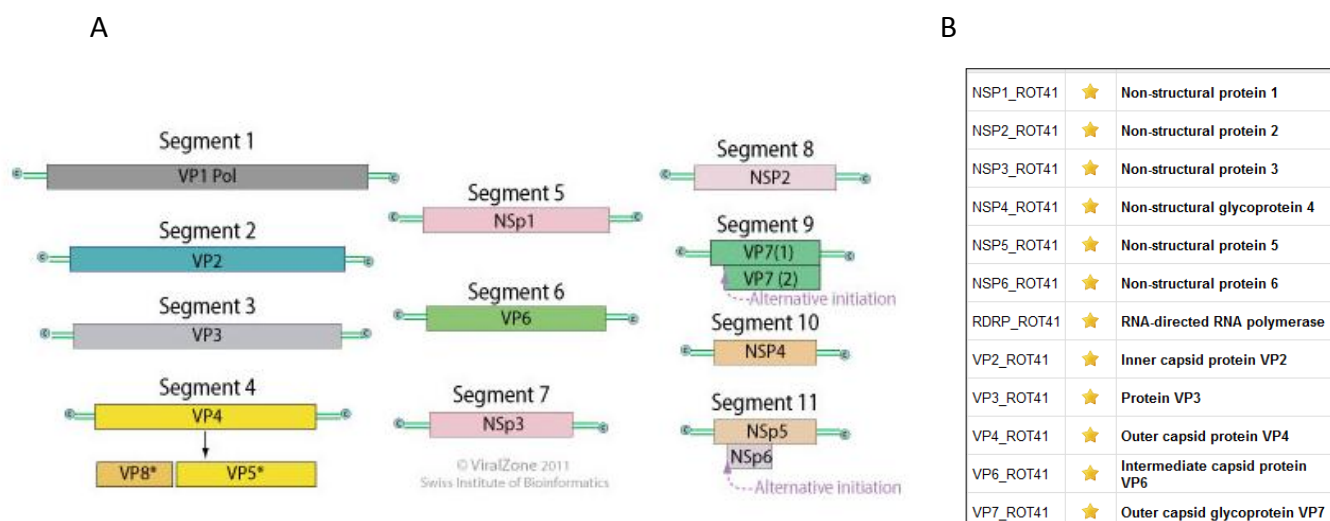 A
B
Segment 1
VP1 Pol
Segment 2
VP2
Segment 3
VP3
Segment 4
VP4
VP8*
VP5*
Segment 5
NSp1
Segment 6
VP6
Segment 7
NSp3
© ViralZone 2011
Swiss Institute of Bioinformatics
Segment 8
NSP2
Segment 9
VP7(1)
VP7 (2)
Alternative initiation
Segment 10
NSP4
Segment 11
NSp5
NSp6
Alternative initiation
NSP1_ROT41 Non-structural protein 1
NSP2_ROT41 Non-structural protein 2
NSP3_ROT41 Non-structural protein 3
NSP4_ROT41 Non-structural glycoprotein 4
NSP5_ROT41 Non-structural protein 5
NSP6_ROT41 Non-structural protein 6
RDRP_ROT41 RNA-directed RNA polymerase
VP2_ROT41 Inner capsid protein VP2
VP3_ROT41 Protein VP3
VP4_ROT41 Outer capsid protein VP4
VP6_ROT41 Intermediate capsid protein
VP6
VP7_ROT41 Outer capsid glycoprotein VP7